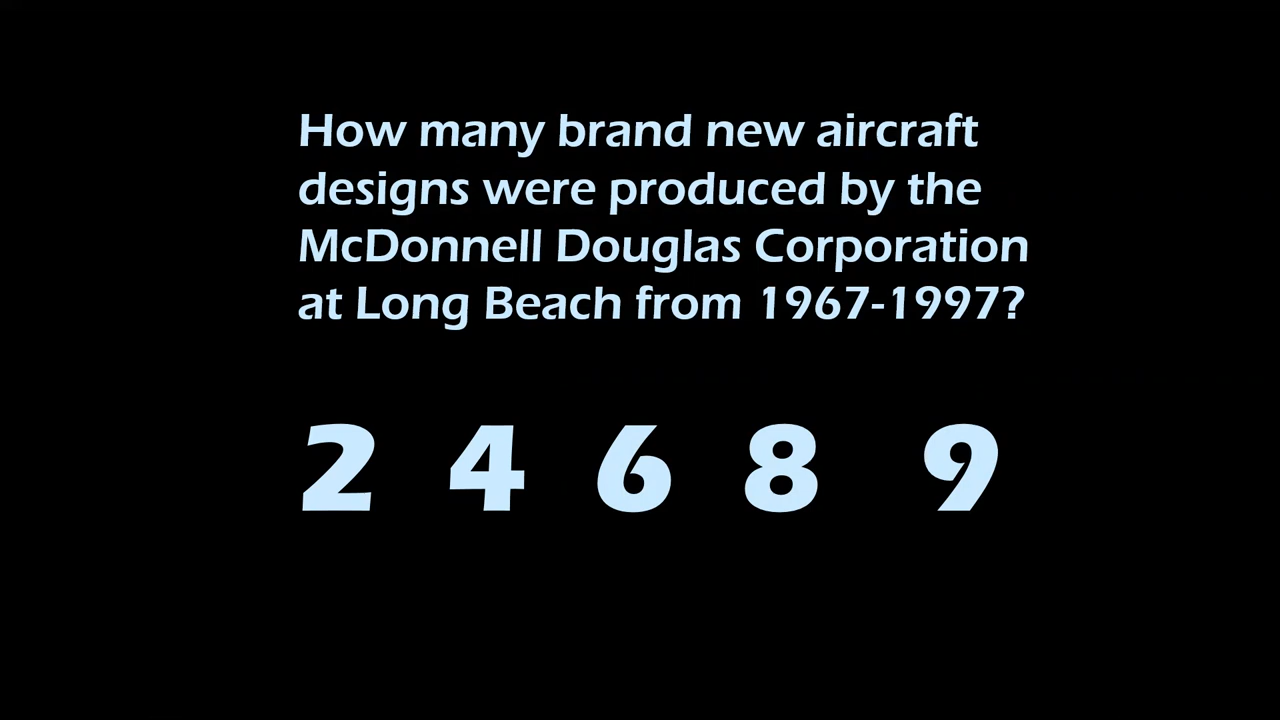 How many brand new aircraft
designs were produced by the
McDonnell Douglas Corporation
at Long Beach from 1967-1997?
2 4 6 8 9